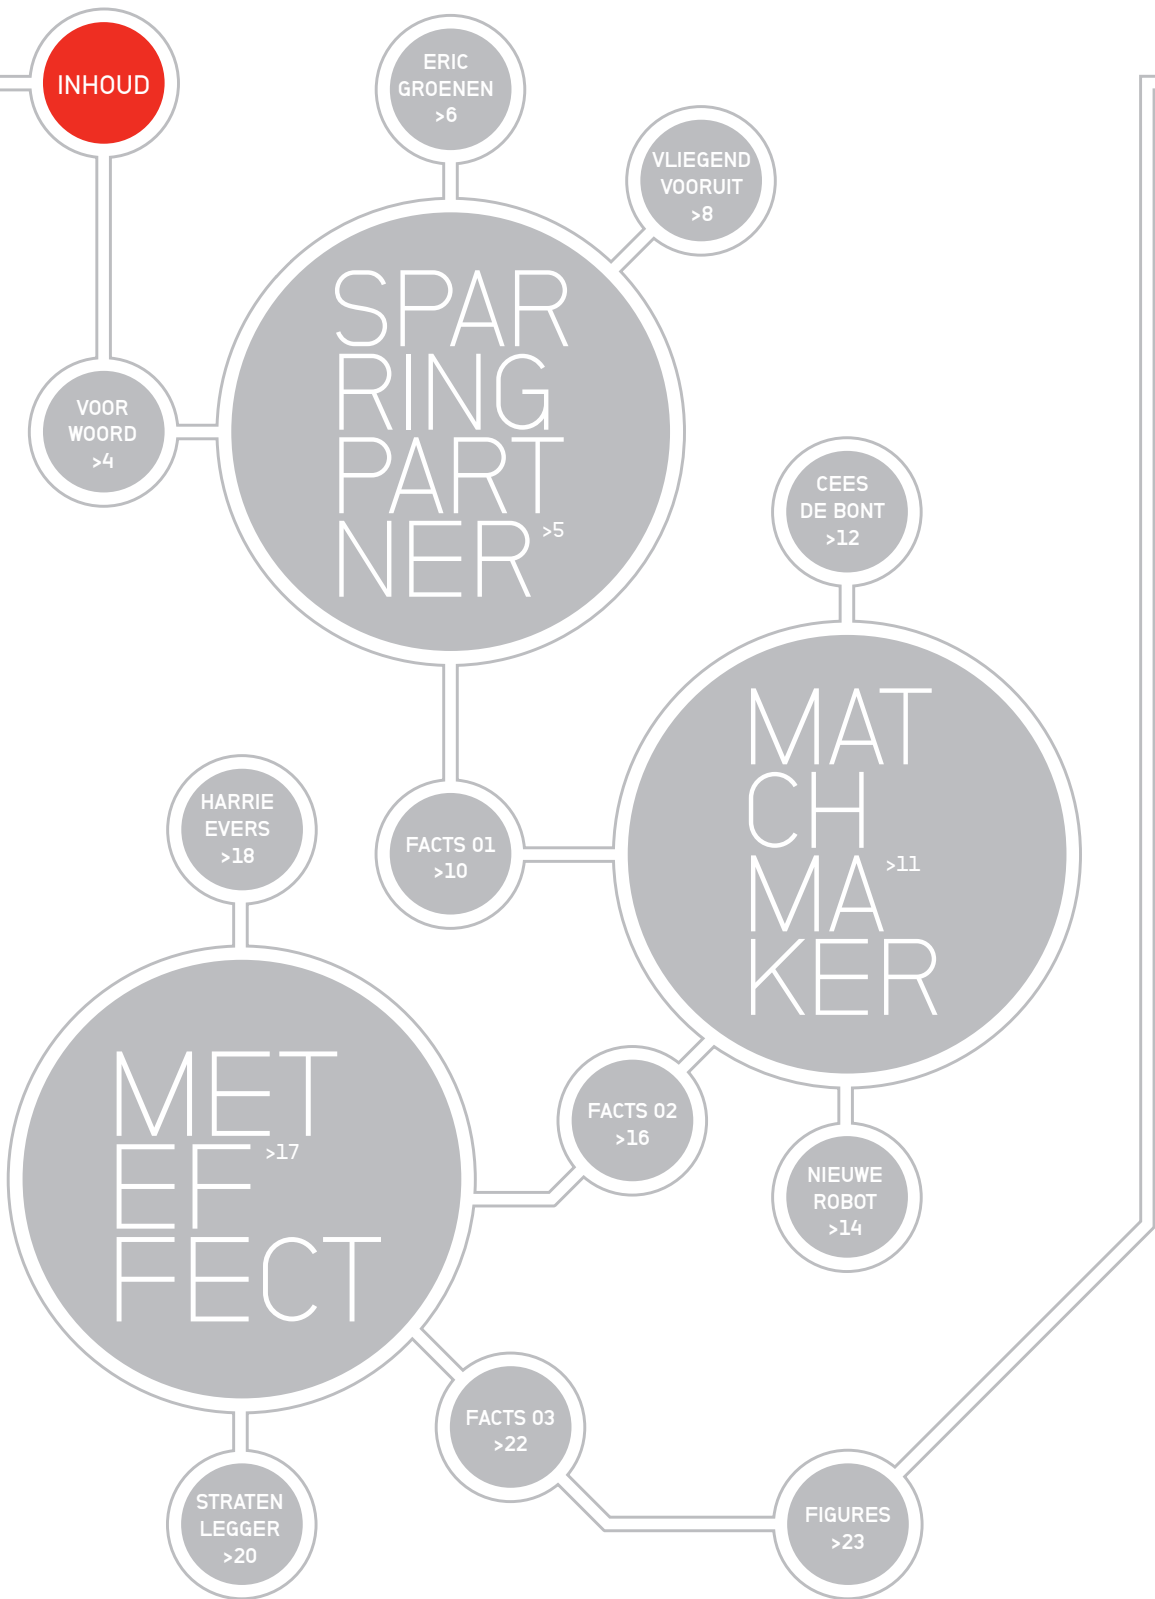 INHOUD
VOOR
WOORD
>4
SPAR
RING
PART
NER >5
ERIC
GROENEN
>6
VLIEGEND
VOORUIT
>8
FACTS 01
>10
MAT
CH
MA >11
KER
CEES
DE BONT
>12
NIEUWE
ROBOT
>14
FACTS 02
>16
MET
EF >17
FECT
HARRIE
EVERS
>18
STRATEN
LEGGER
>20
FACTS 03
>22
FIGURES
>23